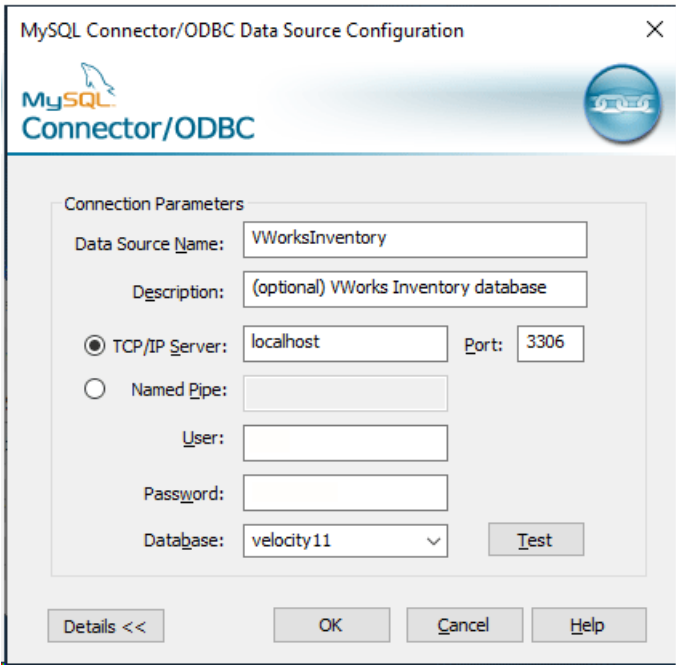 MySQL Connector/ODBC Data Source Configuration
MySQL
Connector/ODBC
Connection Parameters
Data Source Name: VWorksInventory
Description: (optional) VWorks Inventory database
TCP/IP Server: localhost Port: 3306
Named Pipe:
User:
Password:
Database: velocity11 Test
Details << OK Cancel Help